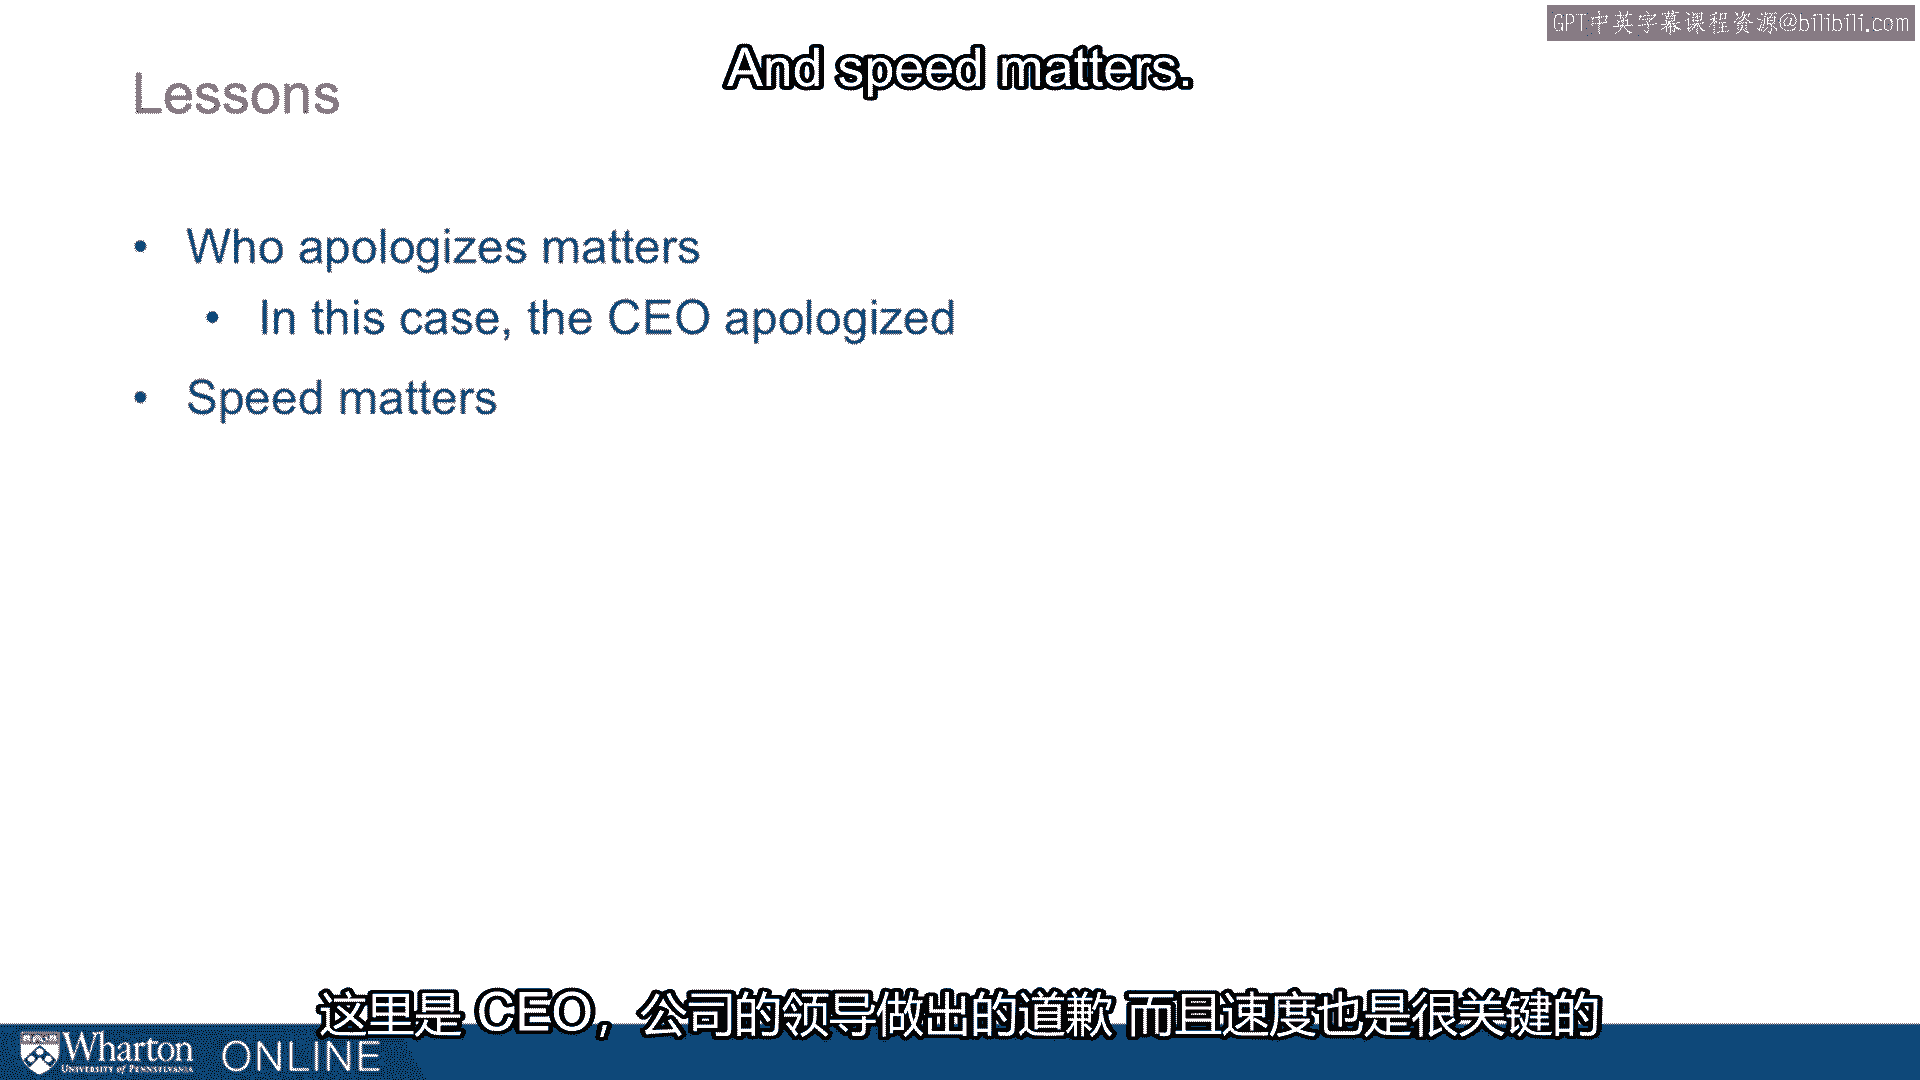 GPT中英字幕课程资源@bilibili.com
And speed matters.
Lessons
• Who apologizes matters
• In this case, the CEO apologized
• Speed matters
这里是 CEO，公司的领导做出的道歉 而且速度也是很关键的
Wharton ONLINE
UNIVERSITY OF PENNSYLVANIA